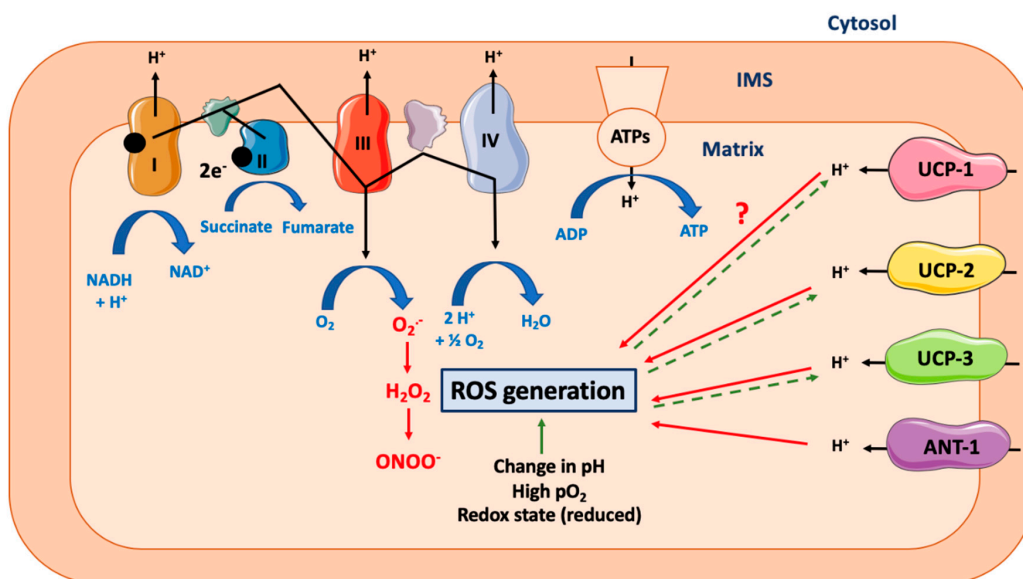 Cytosol
IMS
Matrix
H⁺
H⁺
H⁺
I
II
III
IV
ATPs
2e⁻
H⁺
Succinate Fumarate
ADP
ATP
NADH
+ H⁺
NAD⁺
O₂
O₂·⁻
2 H⁺
+ ½ O₂
H₂O
H₂O₂
ONOO⁻
ROS generation
Change in pH
High pO₂
Redox state (reduced)
?
H⁺
UCP-1
H⁺
UCP-2
H⁺
UCP-3
H⁺
ANT-1